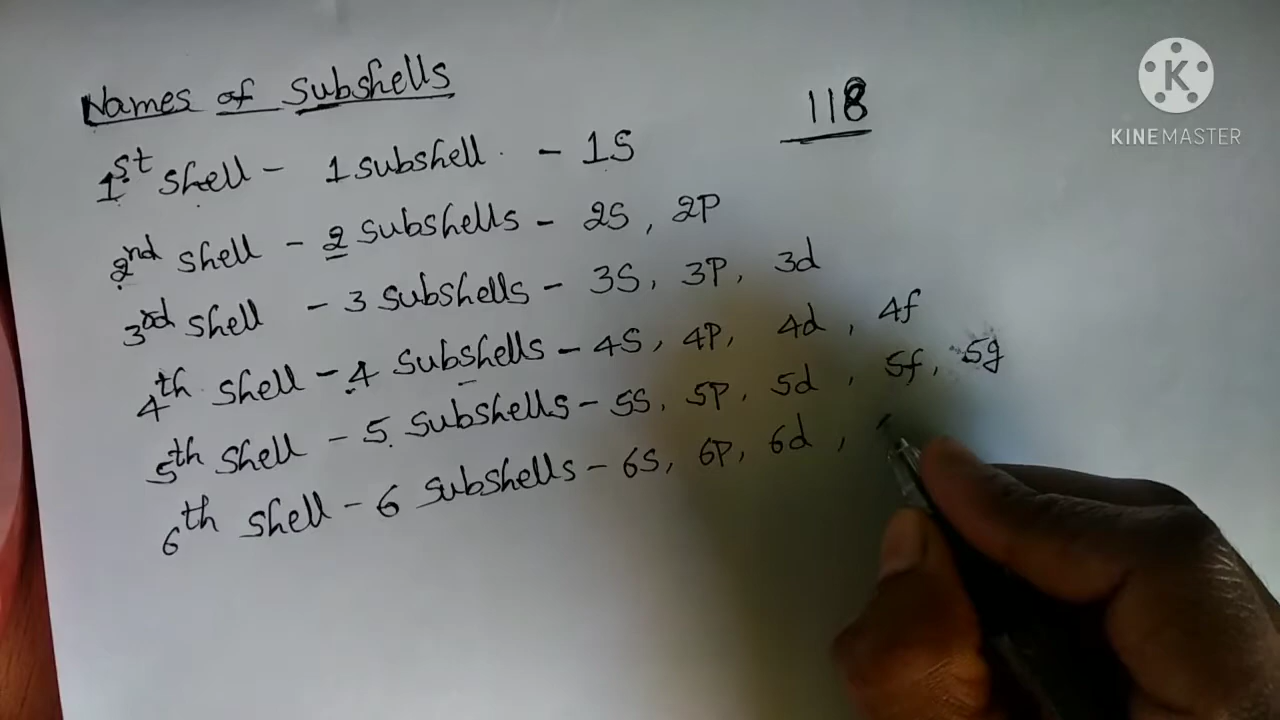 Names of Subshells
118
1st shell - 1 subshell - 1S
2nd shell - 2 subshells - 2S, 2P
3rd shell - 3 subshells - 3S, 3P, 3d
4th shell - 4 subshells - 4S, 4P, 4d, 4f
5th shell - 5 subshells - 5S, 5P, 5d, 5f, 5g
6th shell - 6 subshells - 6S, 6P, 6d,
K
KINEMASTER